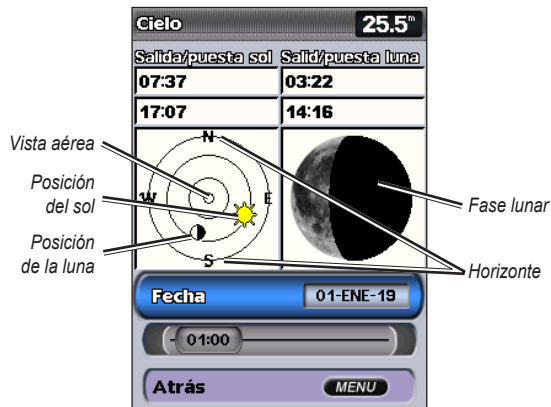 Cielo 25.5ᵐ
Salida/puesta sol Salid/puesta luna
07:37 03:22
17:07 14:16
Vista aérea
Posición
del sol
Posición
de la luna
N
W E
S
Fase lunar
Horizonte
Fecha 01-ENE-19
01:00
Atrás MENU